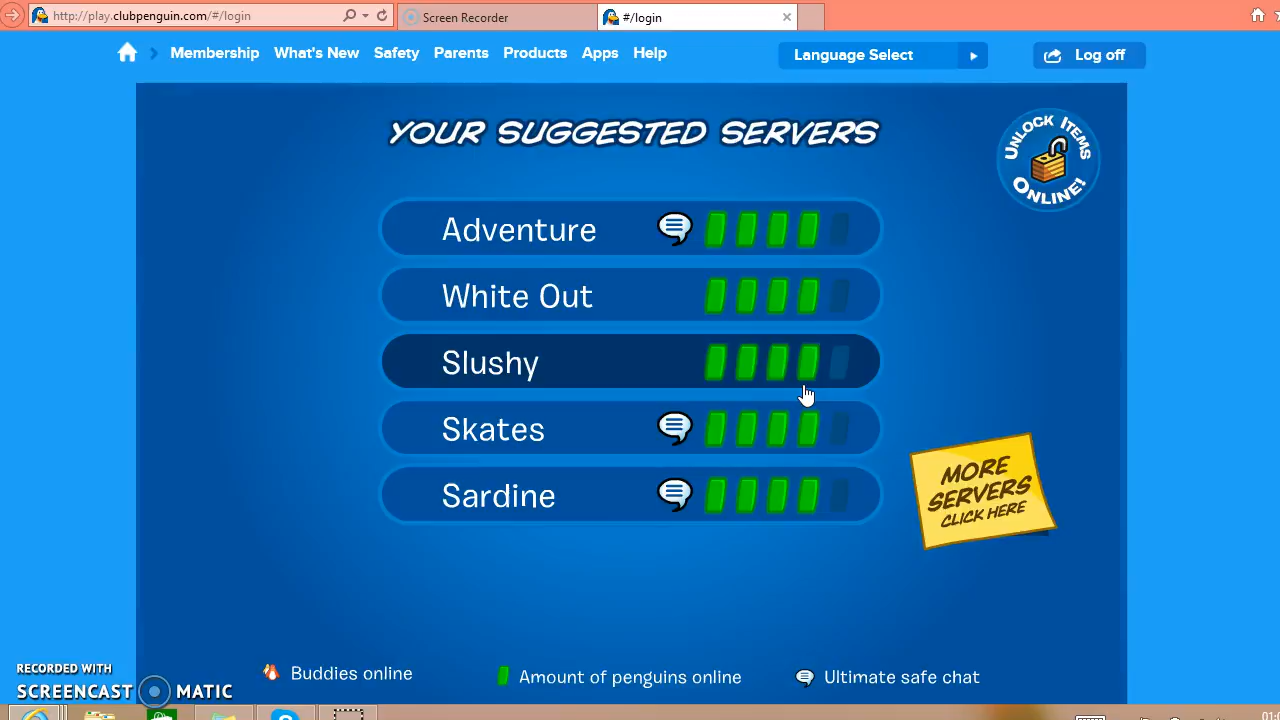 http://play.clubpenguin.com/#/login
Screen Recorder
#/login
Membership What's New Safety Parents Products Apps Help
Language Select
Log off
YOUR SUGGESTED SERVERS
UNLOCK ITEMS ONLINE!
Adventure
White Out
Slushy
Skates
Sardine
MORE
SERVERS
CLICK HERE
RECORDED WITH
SCREENCAST MATIC
Buddies online
Amount of penguins online
Ultimate safe chat